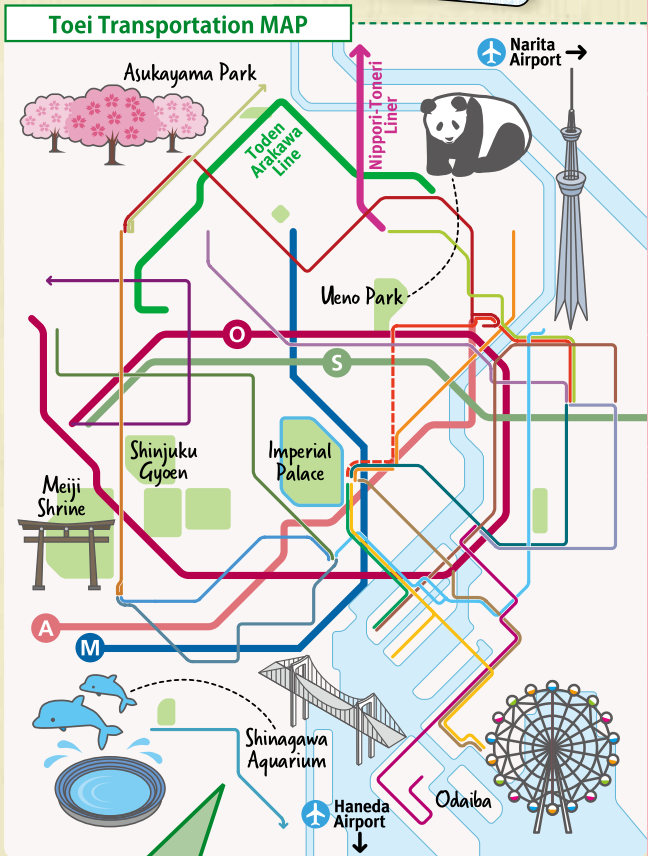 Toei Transportation MAP
Narita
Airport
Asukayama Park
Nippori-Toneri
Liner
Toden
Arakawa
Line
Ueno Park
O
S
Shinjuku
Gyoen
Imperial
Palace
Meiji
Shrine
A
M
Shinagawa
Aquarium
Haneda
Airport
Odaiba